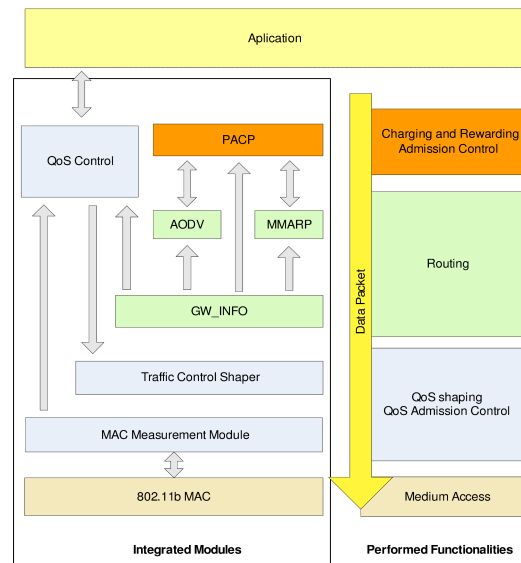 Aplication
QoS Control
PACP
AODV
MMARP
GW_INFO
Traffic Control Shaper
MAC Measurement Module
802.11b MAC
Integrated Modules
Data Packet
Charging and Rewarding
Admission Control
Routing
QoS shaping
QoS Admission Control
Medium Access
Performed Functionalities